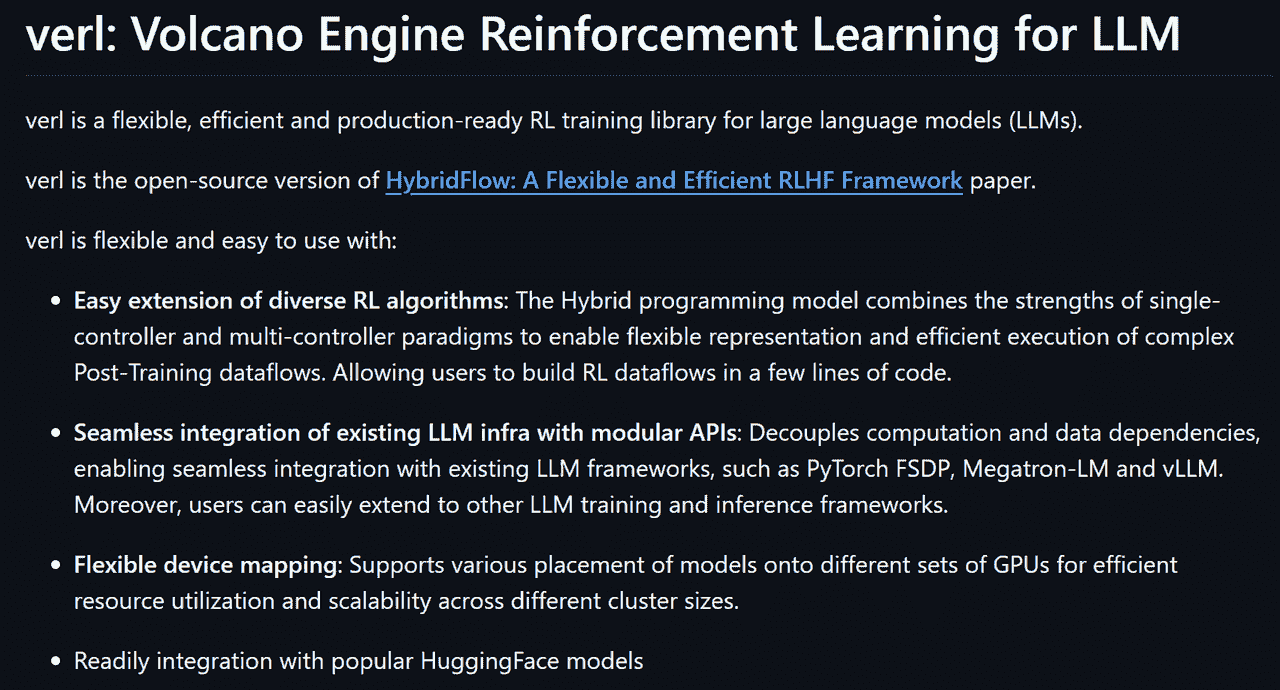 verl: Volcano Engine Reinforcement Learning for LLM
verl is a flexible, efficient and production-ready RL training library for large language models (LLMs).
verl is the open-source version of HybridFlow: A Flexible and Efficient RLHF Framework paper.
verl is flexible and easy to use with:
• Easy extension of diverse RL algorithms: The Hybrid programming model combines the strengths of single-
controller and multi-controller paradigms to enable flexible representation and efficient execution of complex
Post-Training dataflows. Allowing users to build RL dataflows in a few lines of code.
• Seamless integration of existing LLM infra with modular APIs: Decouples computation and data dependencies,
enabling seamless integration with existing LLM frameworks, such as PyTorch FSDP, Megatron-LM and vLLM.
Moreover, users can easily extend to other LLM training and inference frameworks.
• Flexible device mapping: Supports various placement of models onto different sets of GPUs for efficient
resource utilization and scalability across different cluster sizes.
• Readily integration with popular HuggingFace models